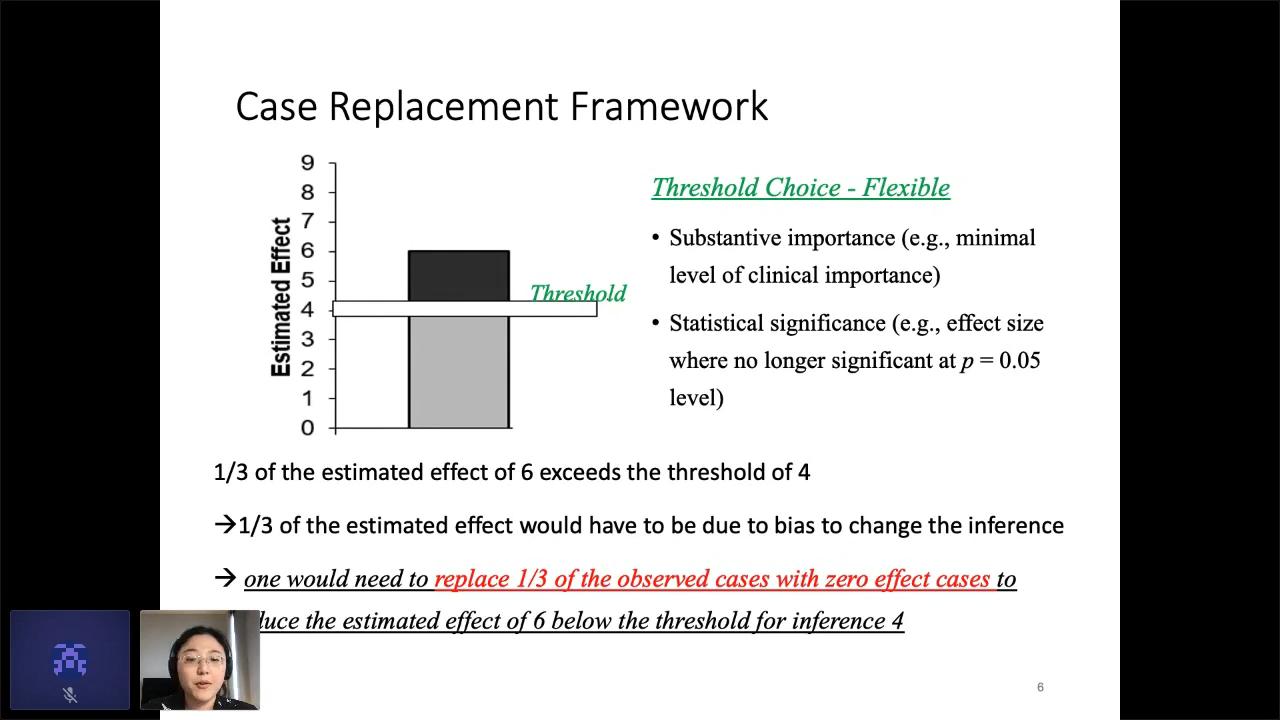 Case Replacement Framework
9
8
7
6
5
4
3
2
1
0
Estimated Effect
Threshold
Threshold Choice - Flexible
• Substantive importance (e.g., minimal
level of clinical importance)
• Statistical significance (e.g., effect size
where no longer significant at p = 0.05
level)
1/3 of the estimated effect of 6 exceeds the threshold of 4
→1/3 of the estimated effect would have to be due to bias to change the inference
→ one would need to replace 1/3 of the observed cases with zero effect cases to
duce the estimated effect of 6 below the threshold for inference 4
6